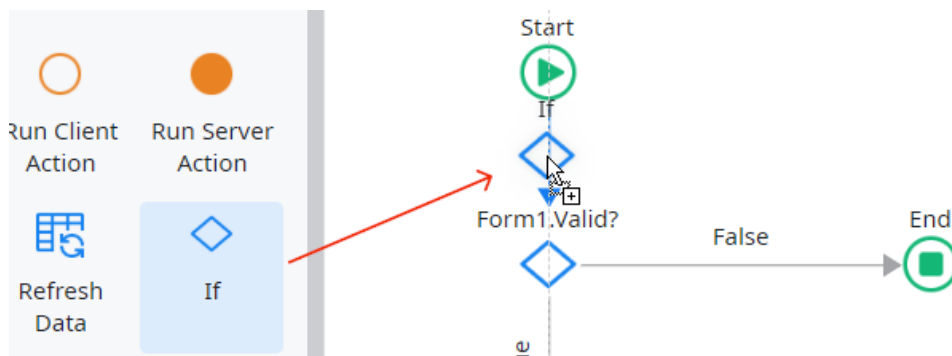 Run Client
Action
Run Server
Action
Refresh
Data
If
Start
If
Form1.Valid?
False
End